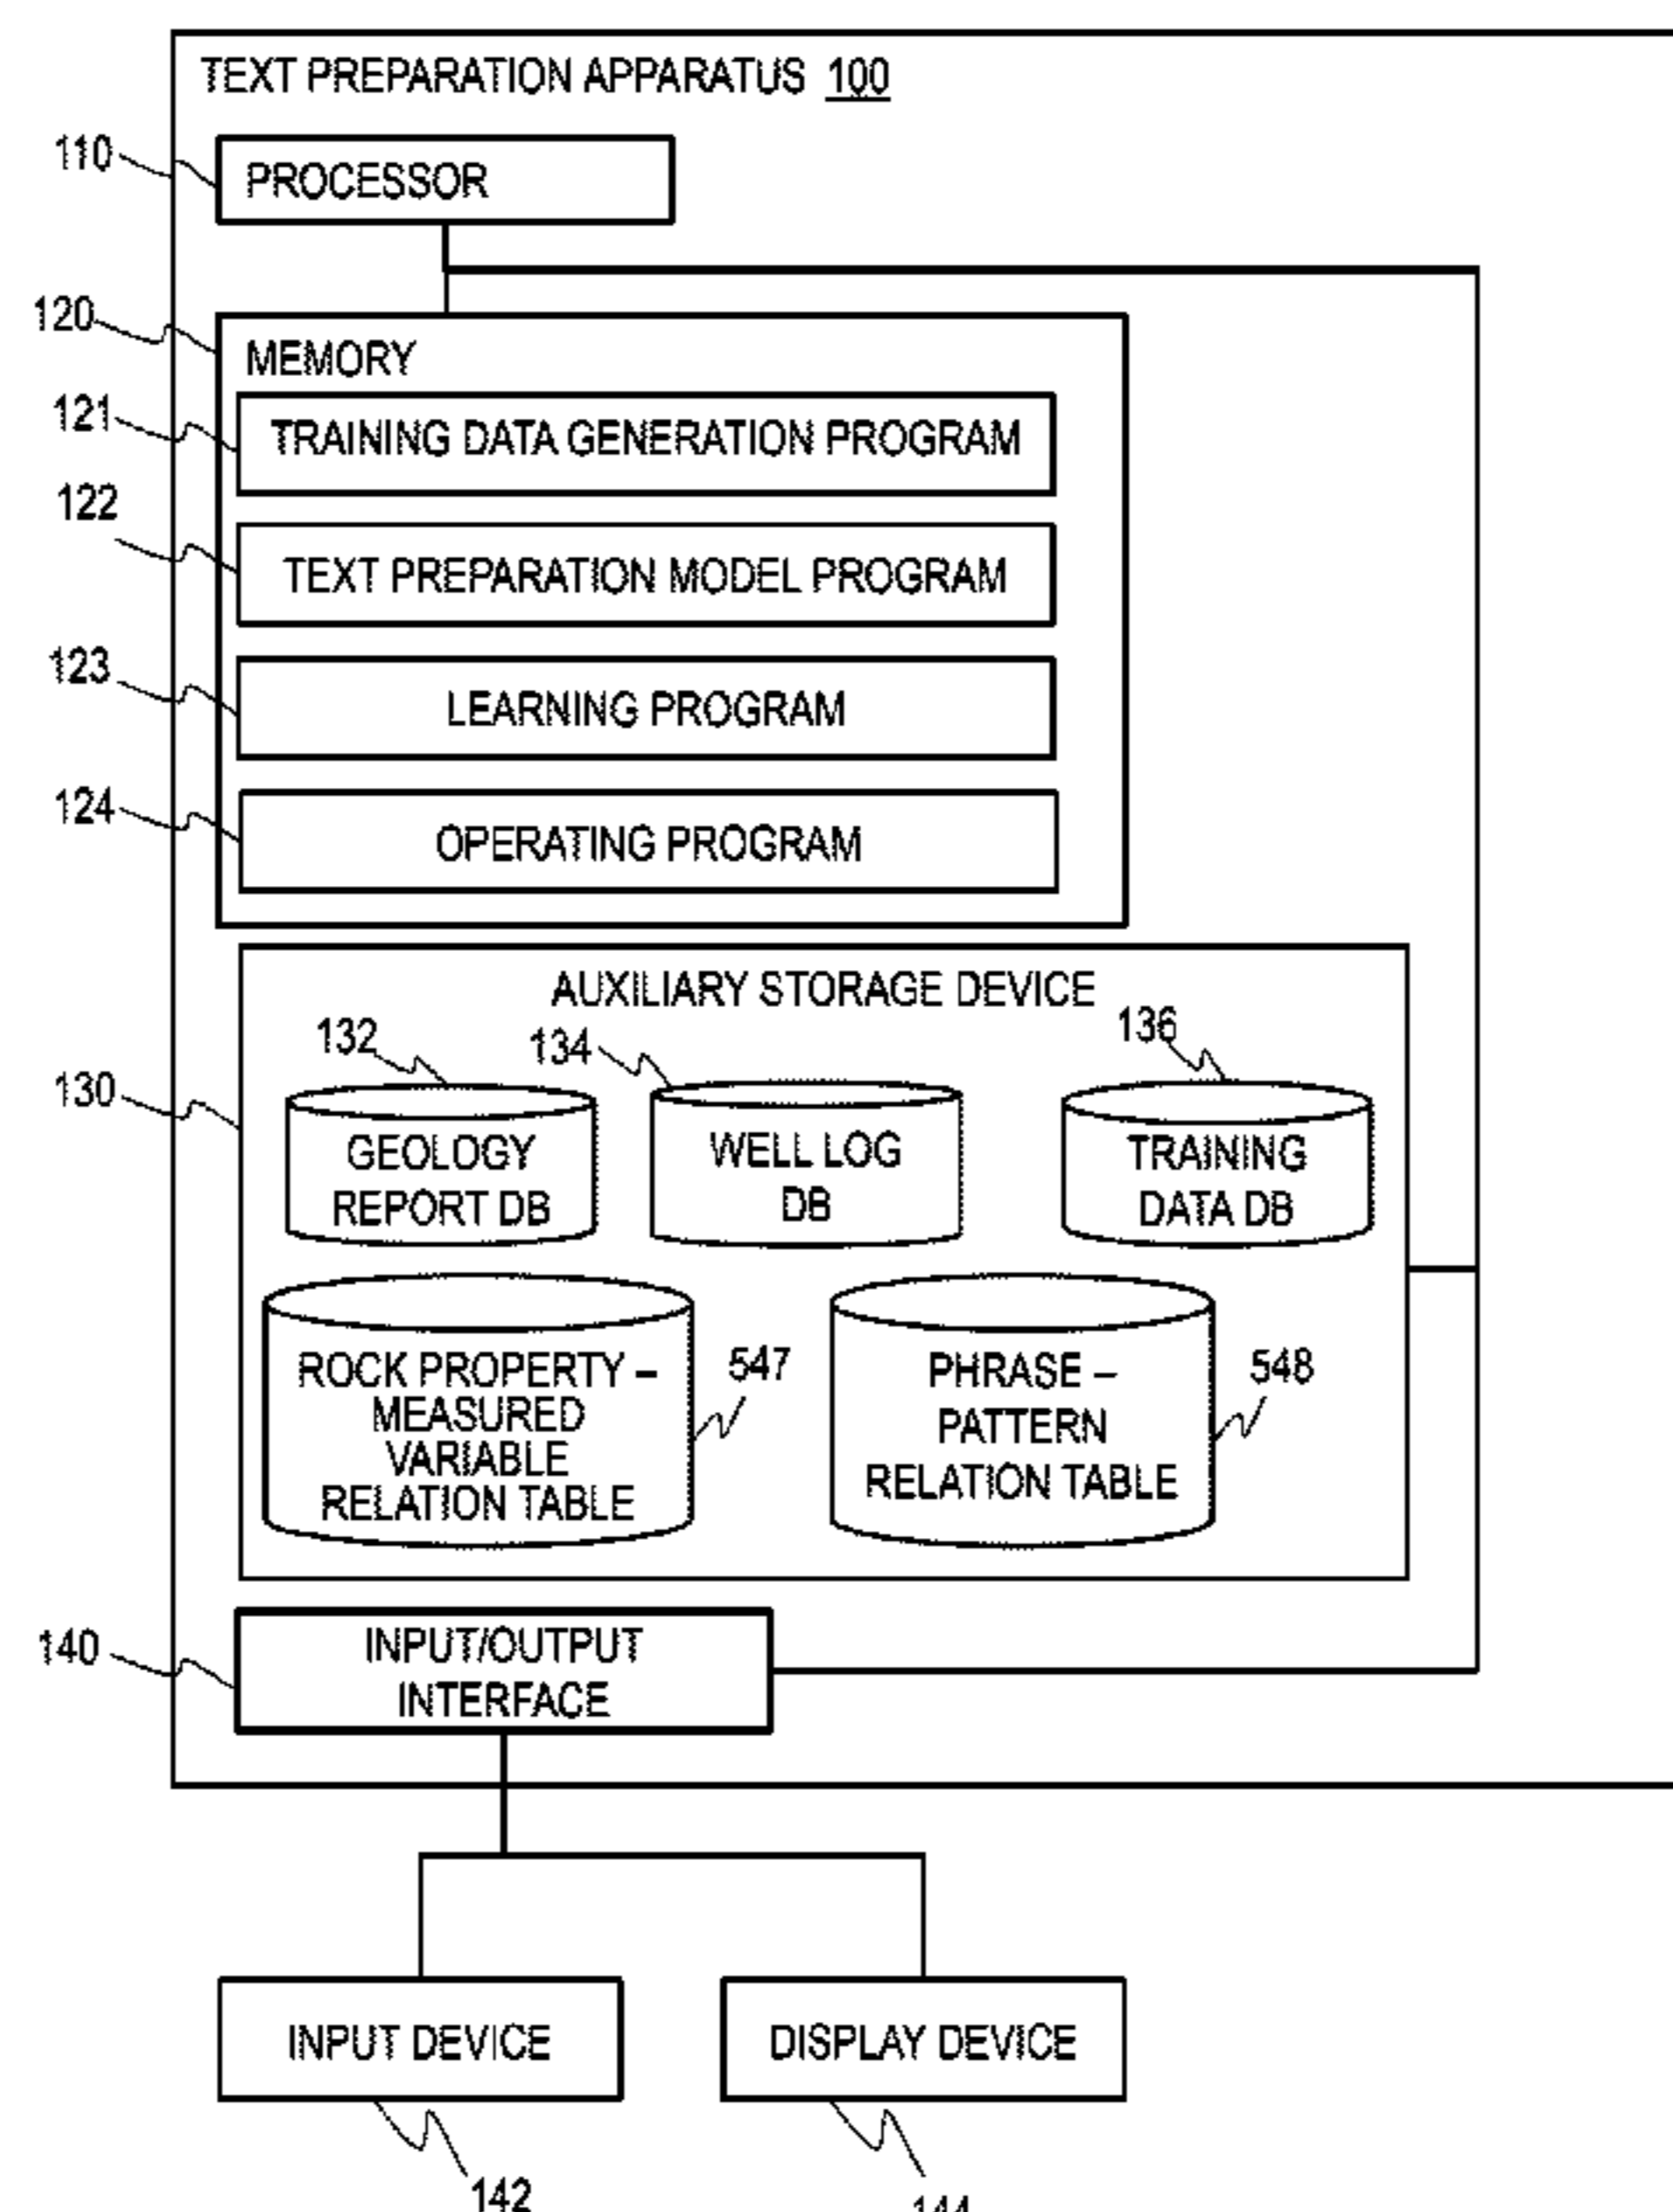 TEXT PREPARATION APPARATUS 100
110
PROCESSOR
120
MEMORY
121
TRAINING DATA GENERATION PROGRAM
122
TEXT PREPARATION MODEL PROGRAM
123
LEARNING PROGRAM
124
OPERATING PROGRAM
AUXILIARY STORAGE DEVICE
132
134
136
130
GEOLOGY
REPORT DB
WELL LOG
DB
TRAINING
DATA DB
ROCK PROPERTY –
MEASURED
VARIABLE
RELATION TABLE
547
PHRASE –
PATTERN
RELATION TABLE
548
140
INPUT/OUTPUT
INTERFACE
INPUT DEVICE
DISPLAY DEVICE
142
144